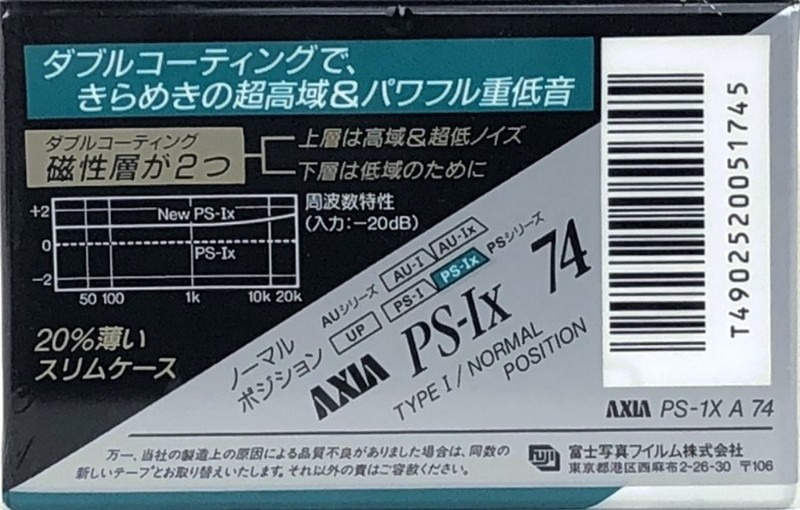 ダブルコーティングで、
きらめきの超高域&パワフル重低音
ダブルコーティング
磁性層が2つ
上層は高域&超低ノイズ
下層は低域のために
周波数特性
(入力:−20dB)
+2
0
−2
New PS-Ix
PS-Ix
50 100 1k 10k 20k
20%薄い
スリムケース
ノーマル
ポジション
AUシリーズ AU-I AU-Ix
UP PS-I PS-Ix PSシリーズ
AXIA PS-Ix 74
TYPE I / NORMAL
POSITION
T4902520051745
AXIA PS-1X A 74
万一、当社の製造上の原因による品質不良がありました場合は、同数の
新しいテープとお取り替えいたします。それ以外の責はご容赦ください。
FUJI 富士写真フイルム株式会社
東京都港区西麻布2-26-30 〒106